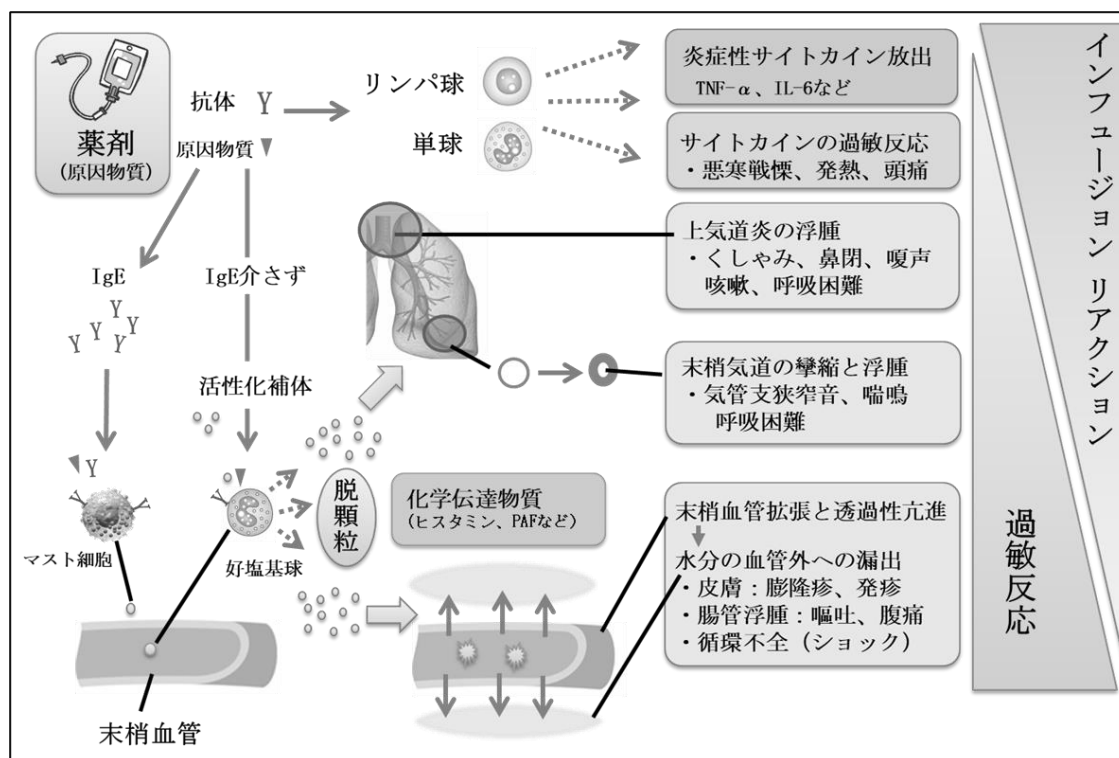 薬剤
(原因物質)
抗体
原因物質
リンパ球
単球
炎症性サイトカイン放出
TNF-α、IL-6など
サイトカインの過敏反応
・悪寒戦慄、発熱、頭痛
IgE
IgE介さず
上気道炎の浮腫
・くしゃみ、鼻閉、嗄声
咳嗽、呼吸困難
活性化補体
末梢気道の攣縮と浮腫
・気管支狭窄音、喘鳴
呼吸困難
マスト細胞
好塩基球
脱顆粒
化学伝達物質
(ヒスタミン、PAFなど)
末梢血管拡張と透過性亢進
水分の血管外への漏出
・皮膚：膨隆疹、発疹
・腸管浮腫：嘔吐、腹痛
・循環不全（ショック）
末梢血管
インフュージョン リアクション
過敏反応